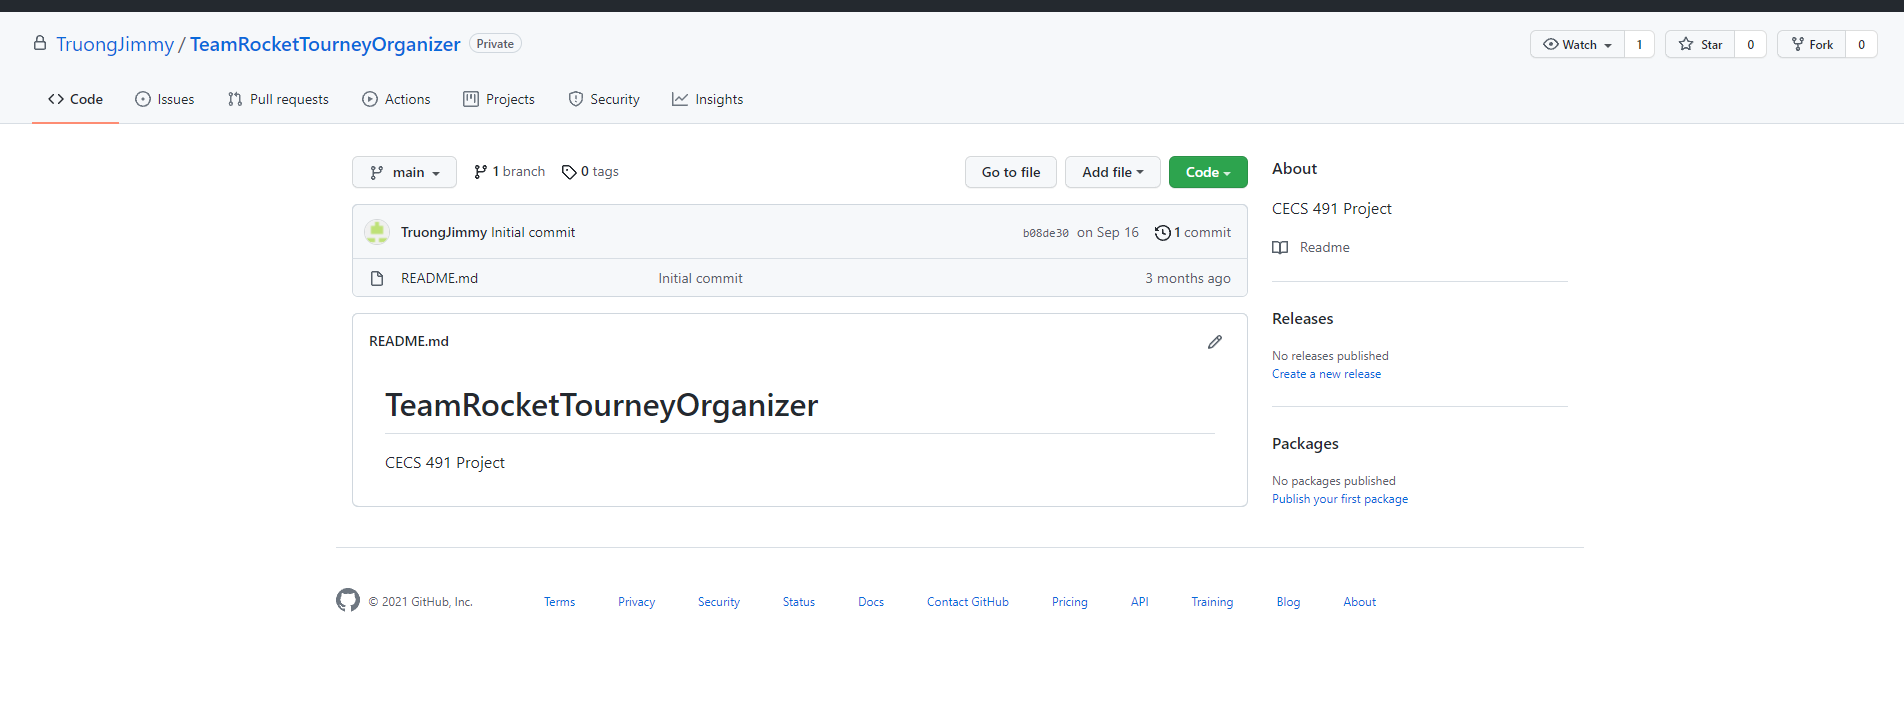 TruongJimmy / TeamRocketTourneyOrganizer Private Watch 1 Star 0 Fork 0
Code Issues Pull requests Actions Projects Security Insights
main 1 branch 0 tags Go to file Add file Code
TruongJimmy Initial commit b08de30 on Sep 16 1 commit
README.md Initial commit 3 months ago
README.md
TeamRocketTourneyOrganizer
CECS 491 Project
About
CECS 491 Project
Readme
Releases
No releases published
Create a new release
Packages
No packages published
Publish your first package
© 2021 GitHub, Inc. Terms Privacy Security Status Docs Contact GitHub Pricing API Training Blog About